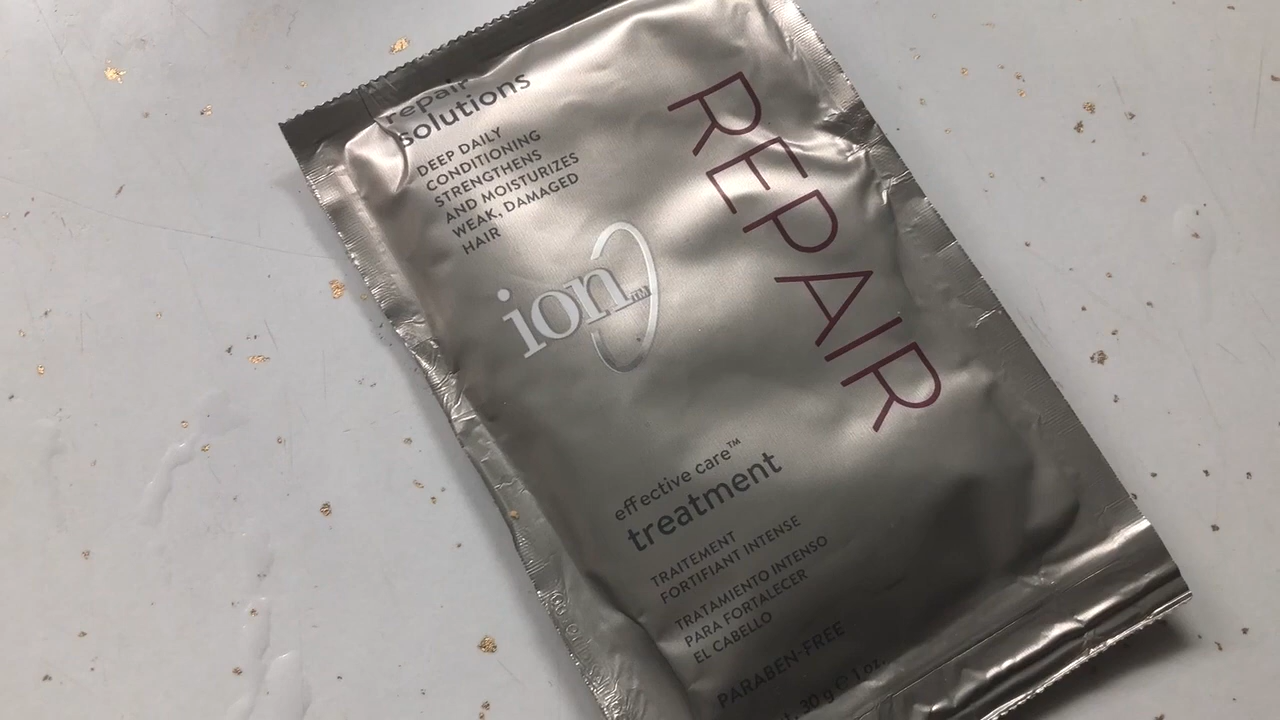 repair
solutions
DEEP DAILY
CONDITIONING
STRENGTHENS
AND MOISTURIZES
WEAK, DAMAGED
HAIR
REPAIR
ion™
effective care™
treatment
TRAITEMENT
FORTIFIANT INTENSE
TRATAMIENTO INTENSO
PARA FORTALECER
EL CABELLO
PARABEN-FREE
30 g e 1 oz.